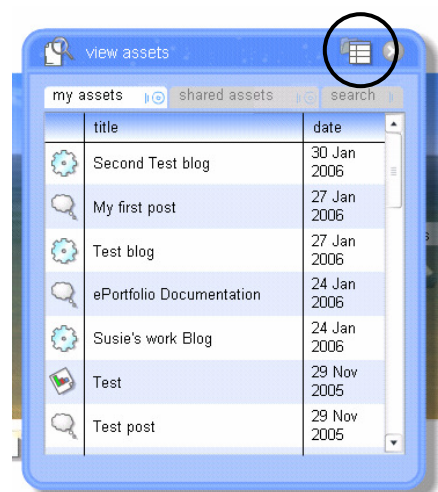 view assets
my assets shared assets search
title date
Second Test blog 30 Jan
2006
My first post 27 Jan
2006
Test blog 27 Jan
2006
ePortfolio Documentation 24 Jan
2006
Susie's work Blog 24 Jan
2006
Test 29 Nov
2005
Test post 29 Nov
2005